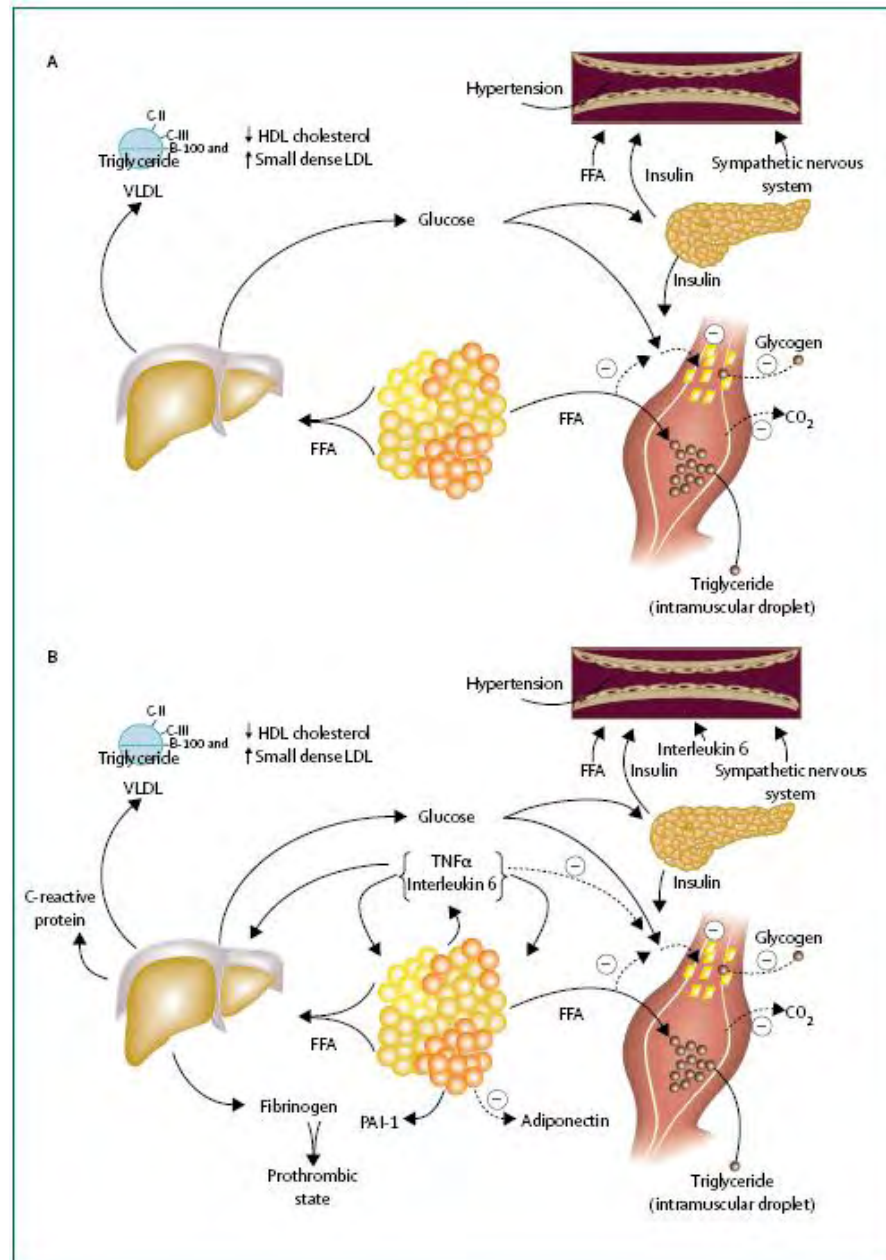 A
C-II
C-III
B-100 and
Triglyceride
VLDL
↓ HDL cholesterol
↑ Small dense LDL
Hypertension
FFA
Insulin
Sympathetic nervous
system
Glucose
Insulin
Glycogen
CO2
FFA
FFA
Triglyceride
(intramuscular droplet)
B
C-II
C-III
B-100 and
Triglyceride
VLDL
↓ HDL cholesterol
↑ Small dense LDL
Hypertension
Interleukin 6
FFA
Insulin
Sympathetic nervous
system
Glucose
TNFα
Interleukin 6
Insulin
C-reactive
protein
Glycogen
CO2
FFA
FFA
Fibrinogen
PAI-1
Adiponectin
Prothrombic
state
Triglyceride
(intramuscular droplet)